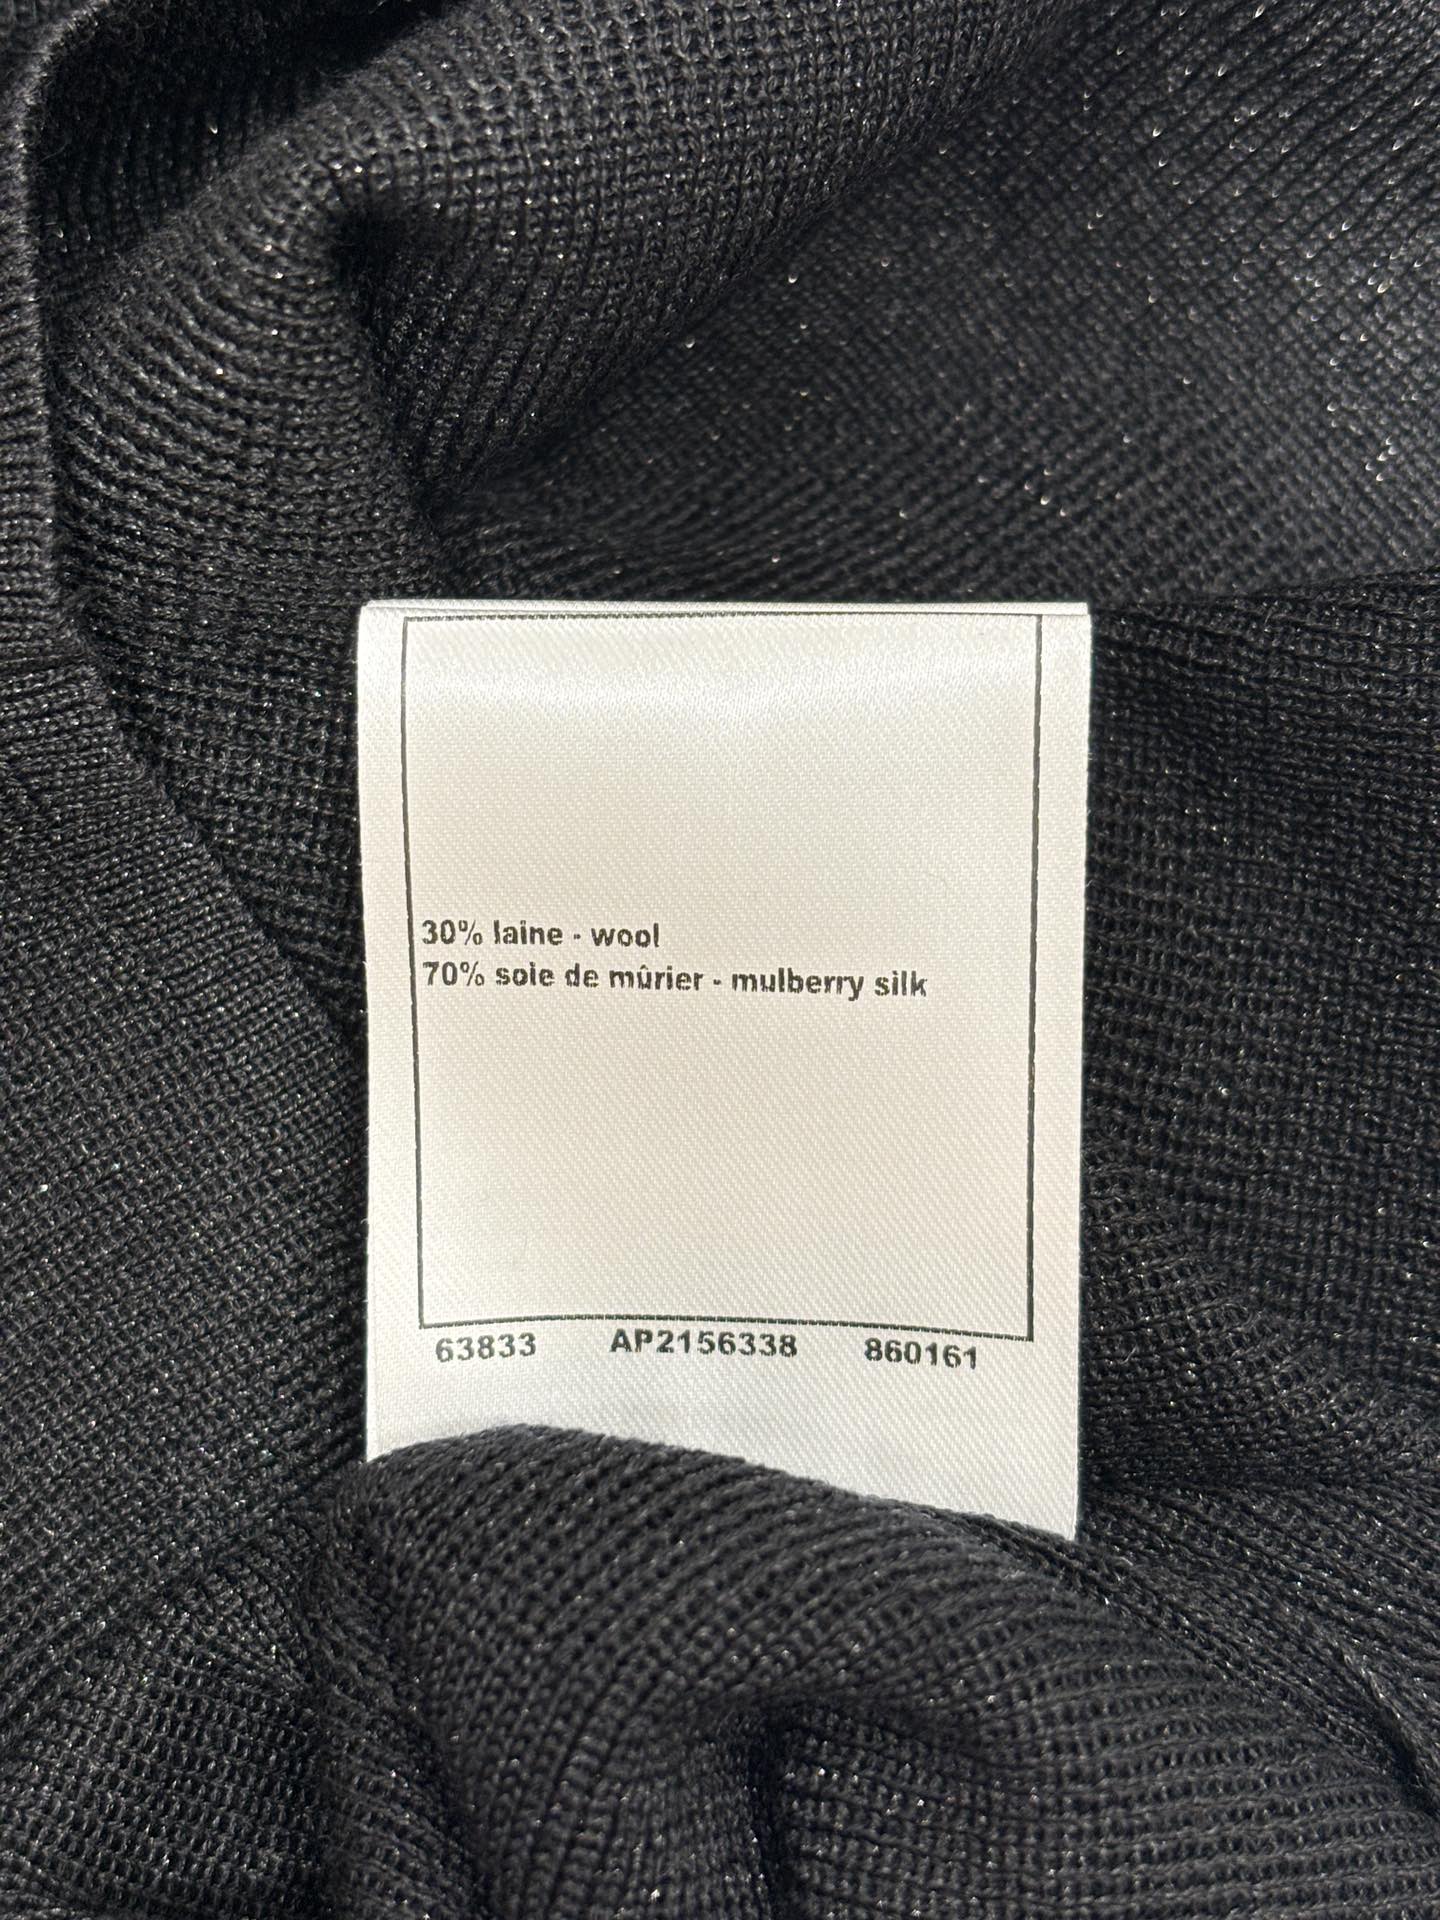 30% laine - wool
70% soie de mûrier - mulberry silk
63833 AP2156338 860161